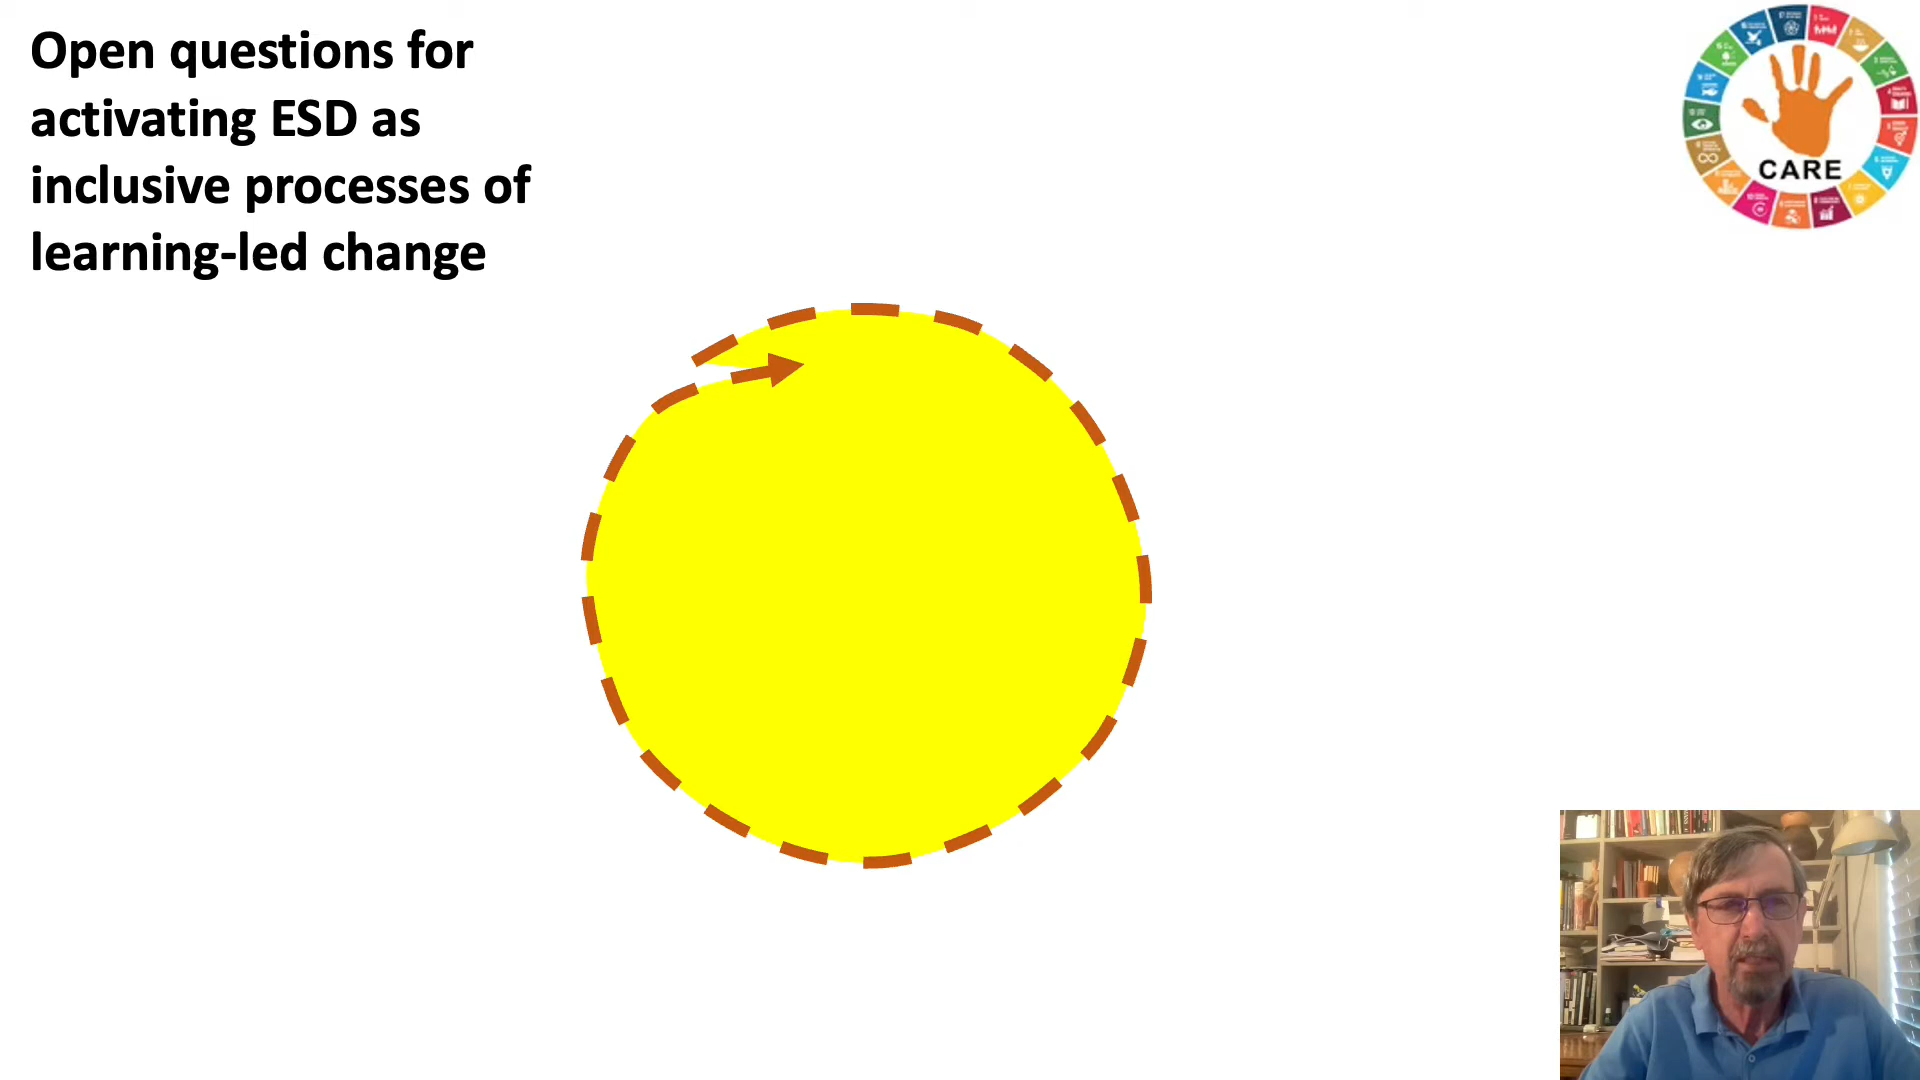 Open questions for
activating ESD as
inclusive processes of
learning-led change
CARE